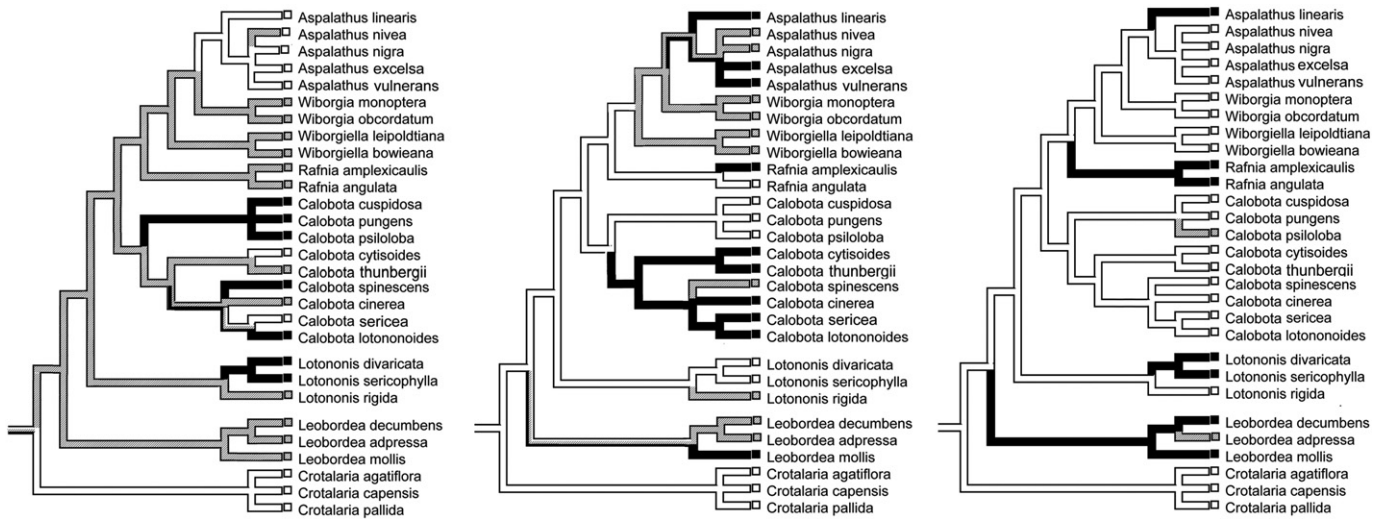 Aspalathus linearis
Aspalathus nivea
Aspalathus nigra
Aspalathus excelsa
Aspalathus vulnerans
Wiborgia monoptera
Wiborgia obcordatum
Wiborgiella leipoldtiana
Wiborgiella bowieana
Rafnia amplexicaulis
Rafnia angulata
Calobota cuspidosa
Calobota pungens
Calobota psiloloba
Calobota cytisoides
Calobota thunbergii
Calobota spinescens
Calobota cinerea
Calobota sericea
Calobota lotononoides
Lotononis divaricata
Lotononis sericophylla
Lotononis rigida
Leobordea decumbens
Leobordea adpressa
Leobordea mollis
Crotalaria agatiflora
Crotalaria capensis
Crotalaria pallida
Aspalathus linearis
Aspalathus nivea
Aspalathus nigra
Aspalathus excelsa
Aspalathus vulnerans
Wiborgia monoptera
Wiborgia obcordatum
Wiborgiella leipoldtiana
Wiborgiella bowieana
Rafnia amplexicaulis
Rafnia angulata
Calobota cuspidosa
Calobota pungens
Calobota psiloloba
Calobota cytisoides
Calobota thunbergii
Calobota spinescens
Calobota cinerea
Calobota sericea
Calobota lotononoides
Lotononis divaricata
Lotononis sericophylla
Lotononis rigida
Leobordea decumbens
Leobordea adpressa
Leobordea mollis
Crotalaria agatiflora
Crotalaria capensis
Crotalaria pallida
Aspalathus linearis
Aspalathus nivea
Aspalathus nigra
Aspalathus excelsa
Aspalathus vulnerans
Wiborgia monoptera
Wiborgia obcordatum
Wiborgiella leipoldtiana
Wiborgiella bowieana
Rafnia amplexicaulis
Rafnia angulata
Calobota cuspidosa
Calobota pungens
Calobota psiloloba
Calobota cytisoides
Calobota thunbergii
Calobota spinescens
Calobota cinerea
Calobota sericea
Calobota lotononoides
Lotononis divaricata
Lotononis sericophylla
Lotononis rigida
Leobordea decumbens
Leobordea adpressa
Leobordea mollis
Crotalaria agatiflora
Crotalaria capensis
Crotalaria pallida